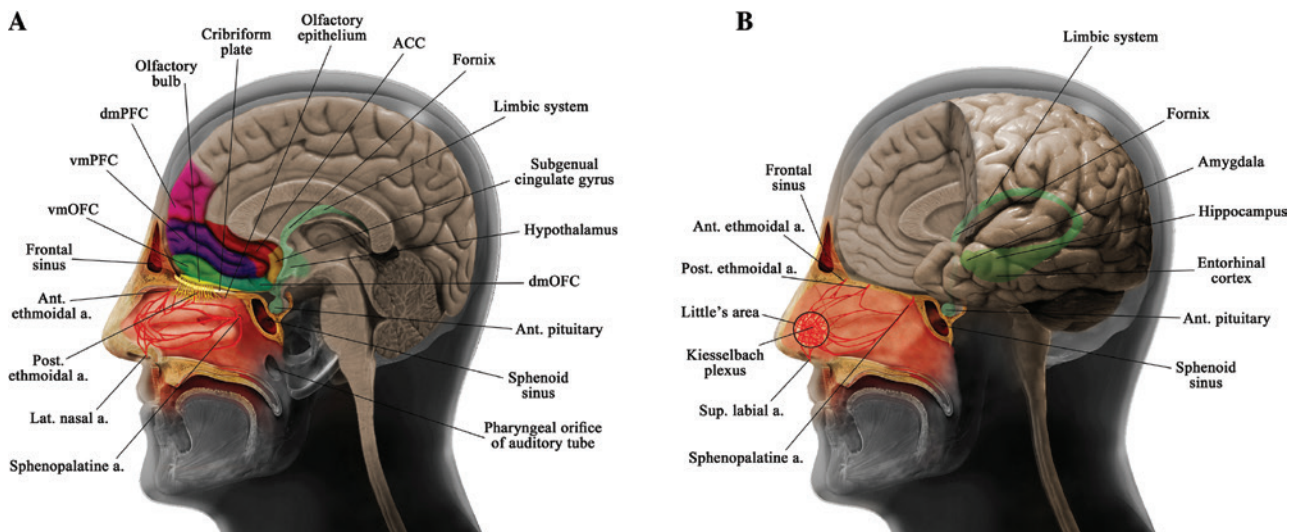 A
Cribriform
plate
Olfactory
epithelium
ACC
Fornix
Olfactory
bulb
dmPFC
vmPFC
vmOFC
Frontal
sinus
Ant.
ethmoidal a.
Post.
ethmoidal a.
Lat. nasal a.
Sphenopalatine a.
Limbic system
Subgenual
cingulate gyrus
Hypothalamus
dmOFC
Ant. pituitary
Sphenoid
sinus
Pharyngeal orifice
of auditory tube
B
Limbic system
Fornix
Amygdala
Hippocampus
Entorhinal
cortex
Ant. pituitary
Sphenoid
sinus
Frontal
sinus
Ant. ethmoidal a.
Post. ethmoidal a.
Little's area
Kiesselbach
plexus
Sup. labial a.
Sphenopalatine a.